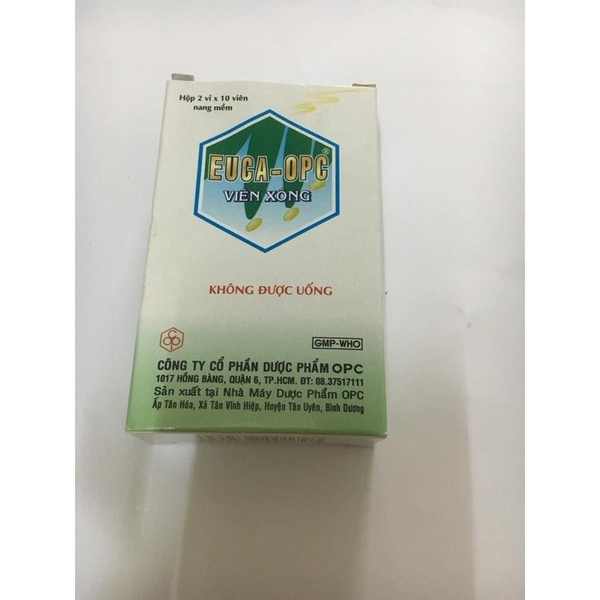 Hộp 2 vỉ x 10 viên
nang mềm
EUCA-OPC®
VIÊN XÔNG
KHÔNG ĐƯỢC UỐNG
OPC
GMP-WHO
CÔNG TY CỔ PHẦN DƯỢC PHẨM OPC
1017 HỒNG BÀNG, QUẬN 6, TP.HCM. ĐT: 08.37517111
Sản xuất tại Nhà Máy Dược Phẩm OPC
Ấp Tân Hóa, Xã Tân Vĩnh Hiệp, Huyện Tân Uyên, Bình Dương